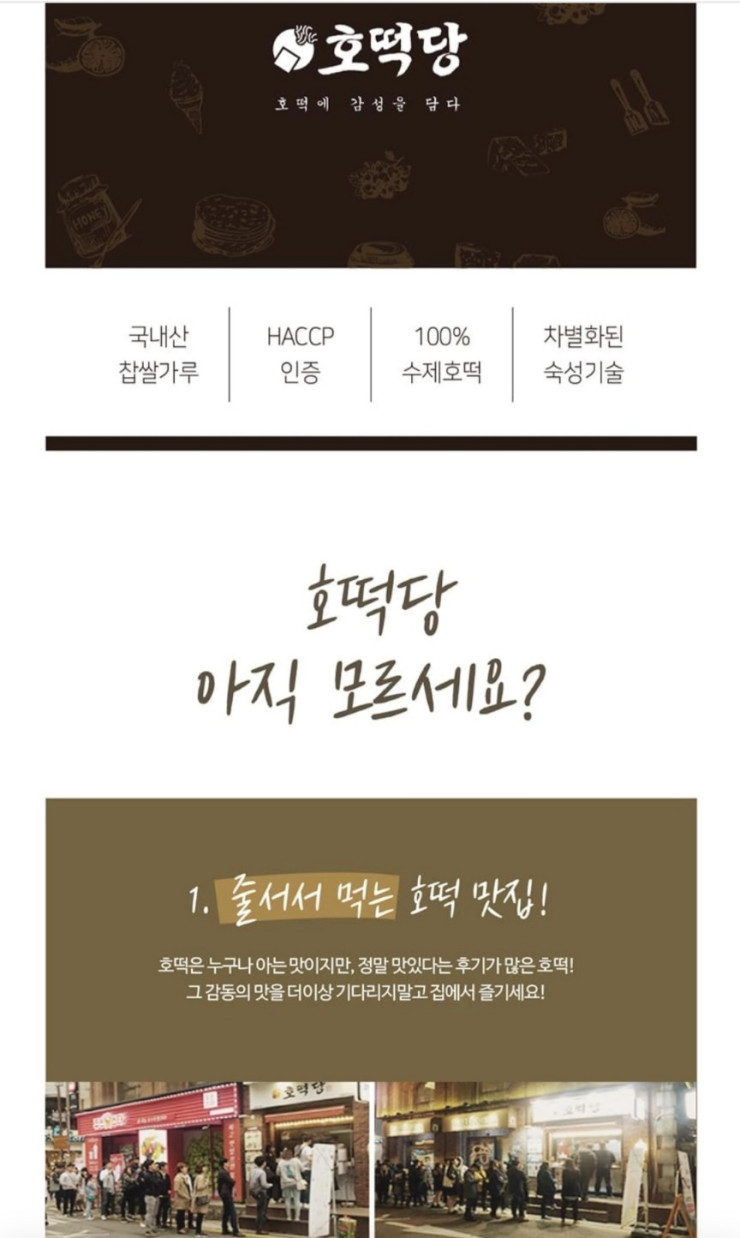 호떡당
호떡에 감성을 담다
HONEY
국내산
찹쌀가루
HACCP
인증
100%
수제호떡
차별화된
숙성기술
호떡당
아직 모르세요?
1. 줄서서 먹는 호떡 맛집!
호떡은 누구나 아는 맛이지만, 정말 맛있다는 후기가 많은 호떡!
그 감동의 맛을 더이상 기다리지말고 집에서 즐기세요!
호떡당
호떡당